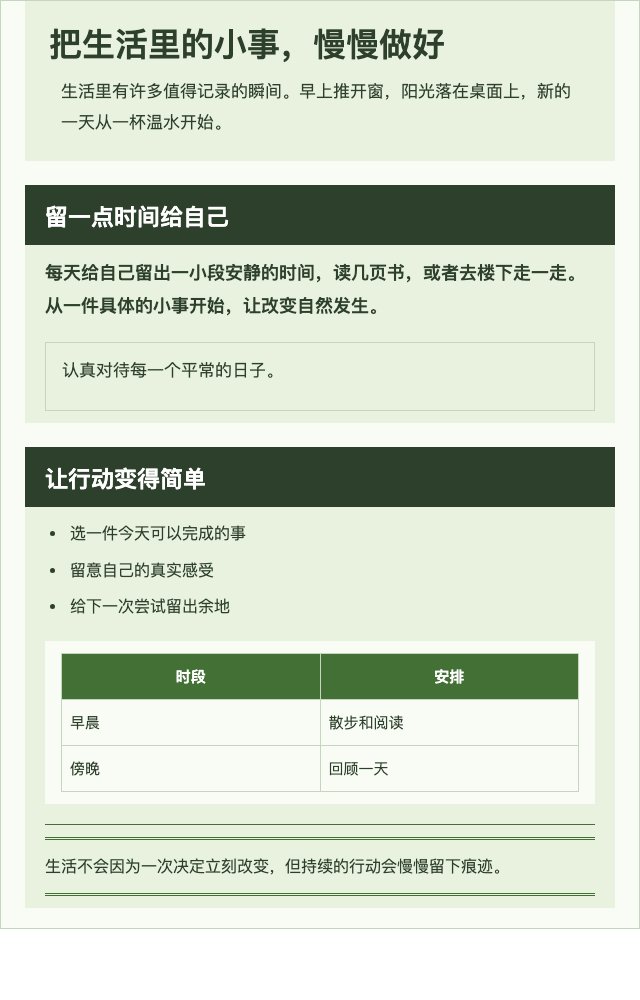 把生活里的小事，慢慢做好
生活里有许多值得记录的瞬间。早上推开窗，阳光落在桌面上，新的
一天从一杯温水开始。
留一点时间给自己
每天给自己留出一小段安静的时间，读几页书，或者去楼下走一走。
从一件具体的小事开始，让改变自然发生。
认真对待每一个平常的日子。
让行动变得简单
• 选一件今天可以完成的事
• 留意自己的真实感受
• 给下一次尝试留出余地
时段 安排
早晨 散步和阅读
傍晚 回顾一天
生活不会因为一次决定立刻改变，但持续的行动会慢慢留下痕迹。